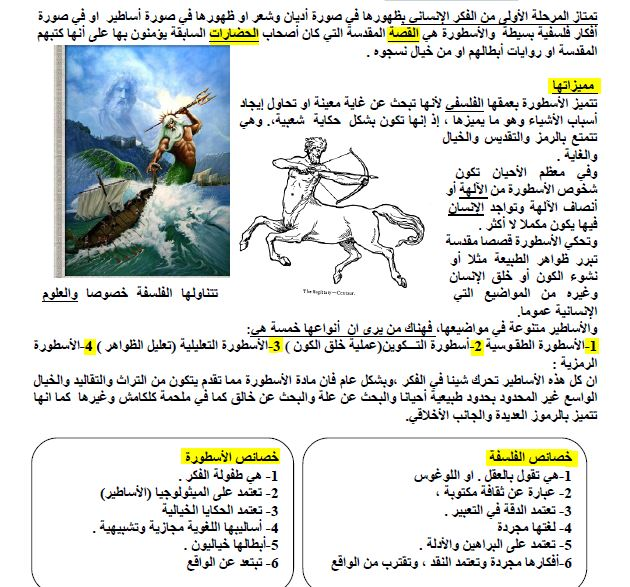 تمتاز المرحلة الأولى من الفكر الإنساني بظهورها في صورة أديان وشعر او ظهورها في صورة أساطير او في صورة
أفكار فلسفية بسيطة والأسطورة هي القصة المقدسة التي كان أصحاب الحضارات السابقة يؤمنون بها على أنها كتبهم
المقدسة او روايات أبطالهم او من خيال نسجوه .
مميزاتها
تتميز الأسطورة بعمقها الفلسفي لأنها تبحث عن غاية معينة او تحاول إيجاد
أسباب الأشياء وهو ما يميزها ، إذ إنها تكون بشكل حكاية شعبية،. وهي
تتمتع بالرمز والتقديس والخيال
والغاية .
وفي معظم الأحيان تكون
شخوص الأسطورة من الآلهة أو
أنصاف الآلهة وتواجد الإنسان
فيها يكون مكملا لا أكثر .
وتحكي الأسطورة قصصا مقدسة
تبرر ظواهر الطبيعة مثلا أو
نشوء الكون أو خلق الإنسان
وغيره من المواضيع التي
تتناولها الفلسفة خصوصا والعلوم
الإنسانية عموما.
The Sagitary—Centaur.
والأساطير متنوعة في مواضيعها، فهناك من يرى ان أنواعها خمسة هي:
1-الأسطورة الطقوسية 2-أسطورة التـكوين(عملية خلق الكون ) 3-الأسطورة التعليلية (تعليل الظواهر ) 4-الأسطورة
الرمزية :
ان كل هذه الأساطير تحرك شيئا في الفكر ،وبشكل عام فان مادة الأسطورة مما تقدم يتكون من التراث والتقاليد والخيال
الواسع غير المحدود بحدود طبيعية أحيانا والبحث عن علة والبحث عن خالق كما في ملحمة كلكامش وغيرها كما انها
تتميز بالرموز العديدة والجانب الأخلاقي.
خصائص الفلسفة
1-هي تقول بالعقل . او اللوغوس
2- عبارة عن ثقافة مكتوبة ،
3- تعتمد الدقة في التعبير .
4- لغتها مجردة
5- تعتمد على البراهين والأدلة .
6-أفكارها مجردة وتعتمد النقد ، وتقترب من الواقع
خصائص الأسطورة
1- هي طفولة الفكر .
2- تعتمد على الميثولوجيا (الأساطير)
3- تعتمد الحكايا الخيالية
4- أساليبها اللغوية مجازية وتشبيهية .
5-أبطالها خياليون .
6- تبتعد عن الواقع